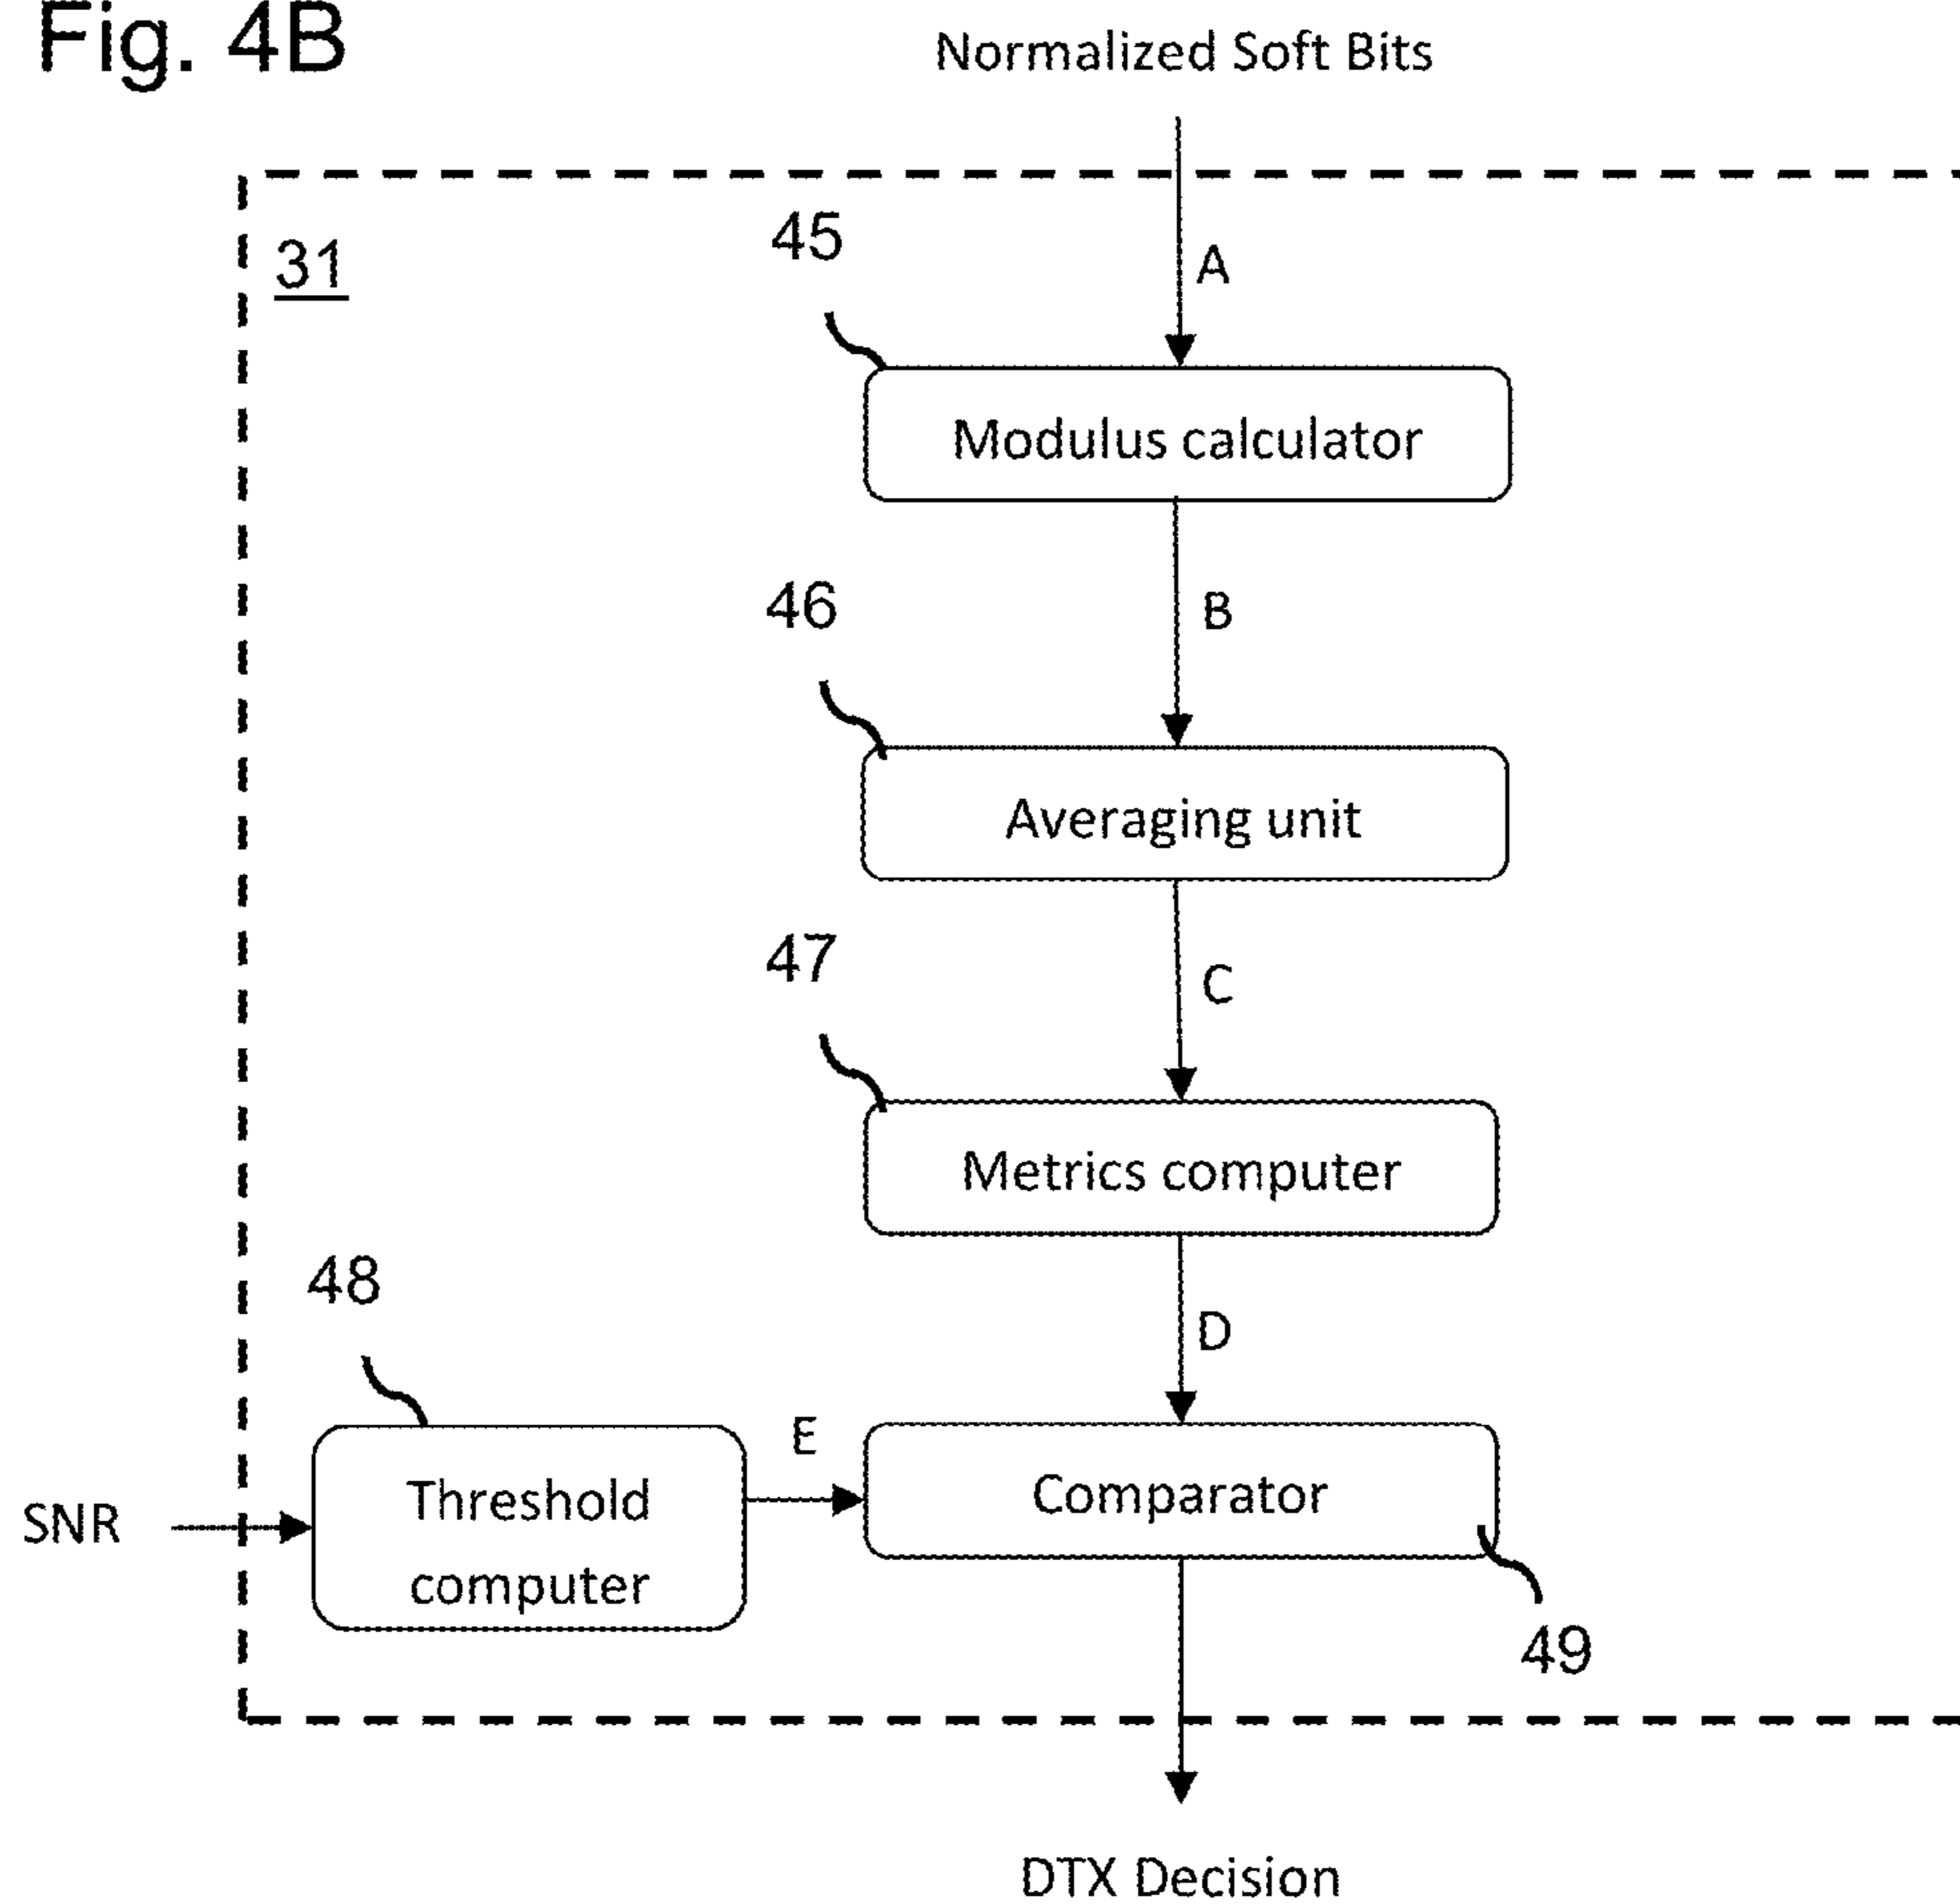 Fig. 4B
Normalized Soft Bits
45
31
A
Modulus calculator
46
B
Averaging unit
47
C
Metrics computer
48
D
E
SNR
Threshold
computer
Comparator
49
DTX Decision